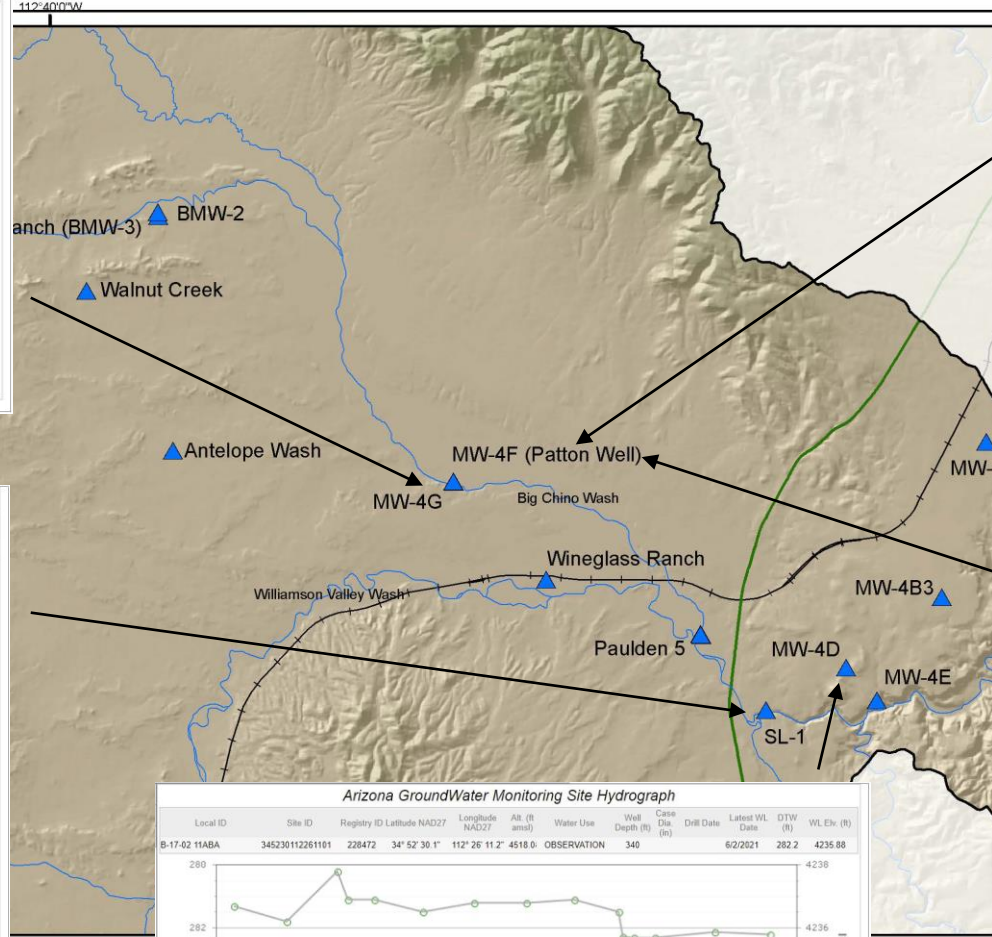 112°40'0"W
BMW-2
anch (BMW-3)
Walnut Creek
Antelope Wash
MW-4F (Patton Well)
MW-4G
Big Chino Wash
Wineglass Ranch
Williamson Valley Wash
MW-
MW-4B3
Paulden 5
MW-4D
MW-4E
SL-1
Arizona GroundWater Monitoring Site Hydrograph
Local ID Site ID Registry ID Latitude NAD27 Longitude NAD27 Alt. (ft amsl) Water Use Well Depth (ft) Case Dia. (in) Drill Date Latest WL Date DTW (ft) WL Elv. (ft)
B-17-02 11ABA 345230112261101 228472 34° 52' 30.1" 112° 26' 11.2" 4518.0 OBSERVATION 340 6/2/2021 282.2 4235.88
280 4238
282 4236